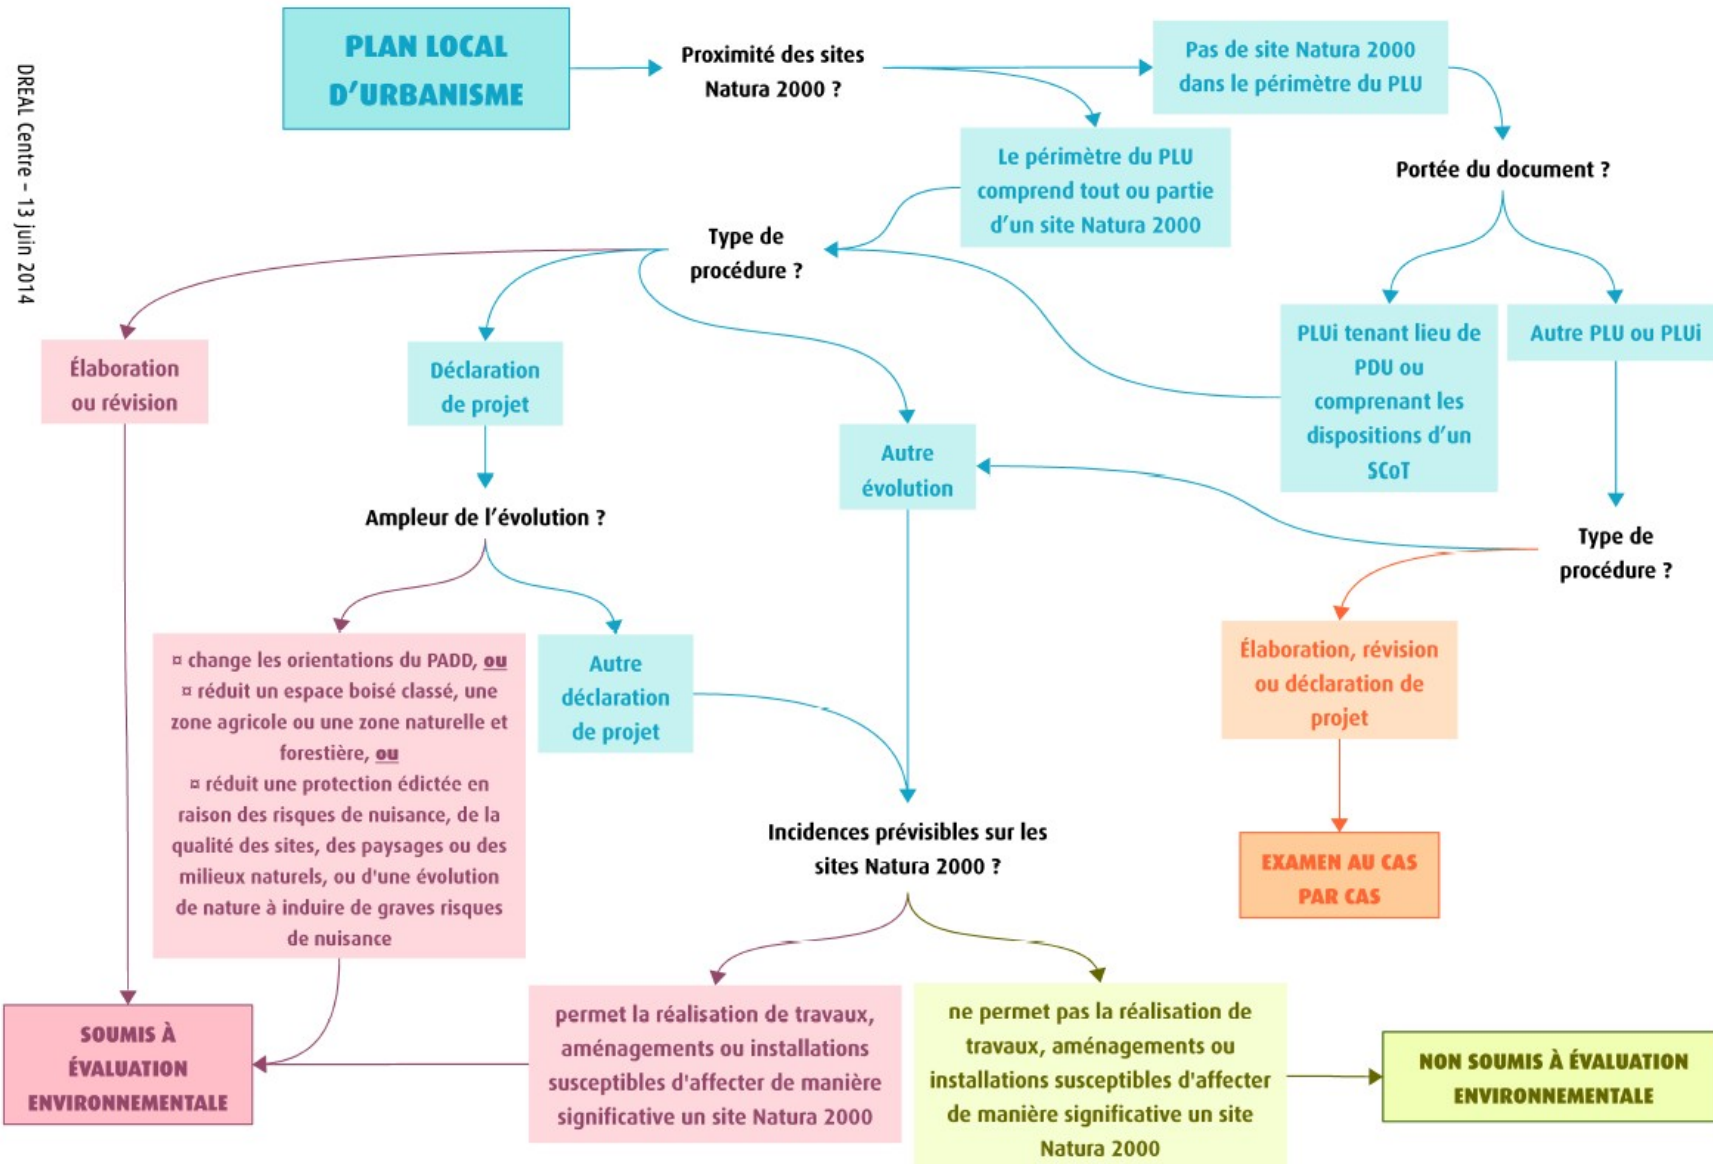 DREAL Centre – 13 juin 2014
PLAN LOCAL
D'URBANISME
Proximité des sites
Natura 2000 ?
Pas de site Natura 2000
dans le périmètre du PLU
Le périmètre du PLU
comprend tout ou partie
d'un site Natura 2000
Portée du document ?
Type de
procédure ?
Élaboration
ou révision
Déclaration
de projet
Autre
évolution
PLUi tenant lieu de
PDU ou
comprenant les
dispositions d'un
SCoT
Autre PLU ou PLUi
Ampleur de l'évolution ?
Type de
procédure ?
¤ change les orientations du PADD, ou
¤ réduit un espace boisé classé, une
zone agricole ou une zone naturelle et
forestière, ou
¤ réduit une protection édictée en
raison des risques de nuisance, de la
qualité des sites, des paysages ou des
milieux naturels, ou d'une évolution
de nature à induire de graves risques
de nuisance
Autre
déclaration
de projet
Élaboration, révision
ou déclaration de
projet
Incidences prévisibles sur les
sites Natura 2000 ?
EXAMEN AU CAS
PAR CAS
SOUMIS À
ÉVALUATION
ENVIRONNEMENTALE
permet la réalisation de travaux,
aménagements ou installations
susceptibles d'affecter de manière
significative un site Natura 2000
ne permet pas la réalisation de
travaux, aménagements ou
installations susceptibles d'affecter
de manière significative un site
Natura 2000
NON SOUMIS À ÉVALUATION
ENVIRONNEMENTALE